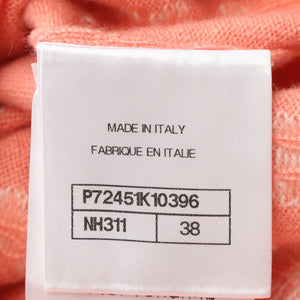 MADE IN ITALY
FABRIQUE EN ITALIE
P72451K10396
NH311 38